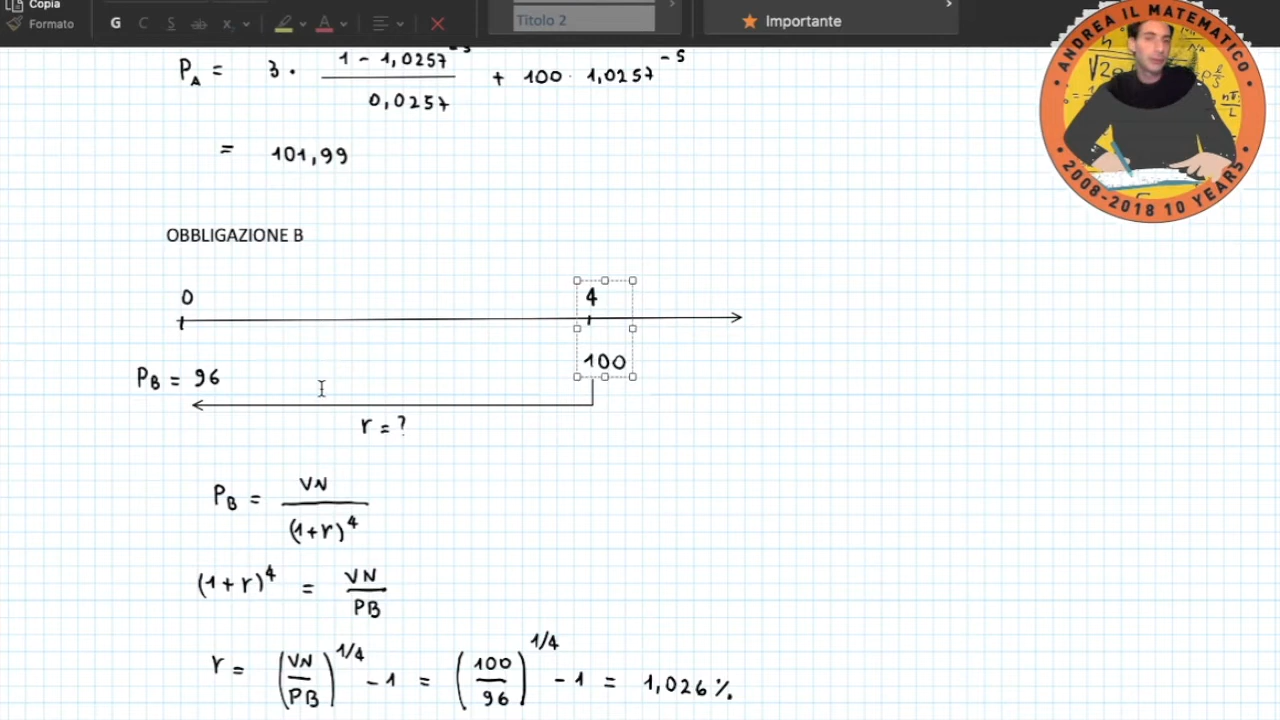 Copia
Titolo 2
Importante
Formato
G C S ab x
P_A = 3 · (1 - 1,0257^-5) / 0,0257 + 100 · 1,0257^-5
= 101,99
OBBLIGAZIONE B
0 4
100
P_B = 96
r = ?
P_B = VN / (1+r)^4
(1+r)^4 = VN / PB
r = (VN / PB)^1/4 - 1 = (100 / 96)^1/4 - 1 = 1,026 %.
ANDREA IL MATEMATICO
2008-2018 10 YEARS